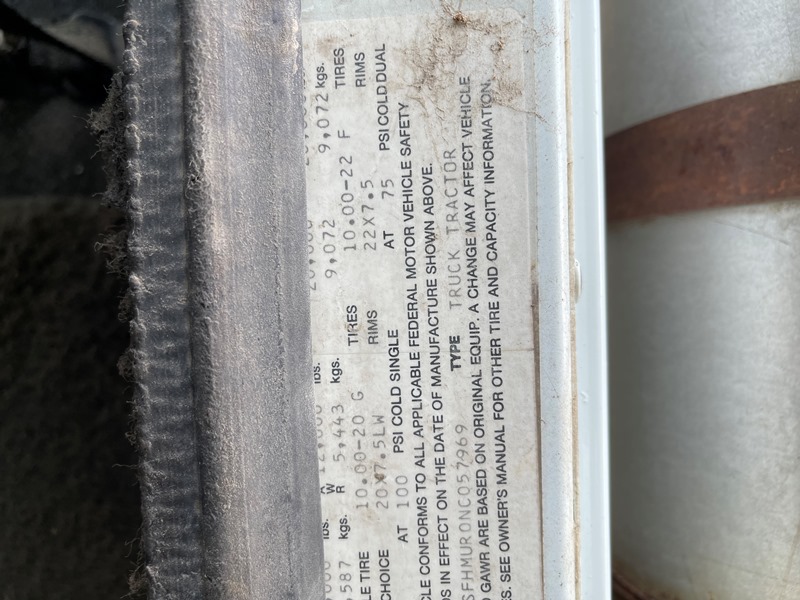 lbs.
,587 kgs. R 5,443 kgs. 9,072 9,072 kgs.
LE TIRE 10.00-20 G TIRES 10.00-22 F TIRES
CHOICE 20X7.5LW RIMS 22X7.5 RIMS
AT 100 PSI COLD SINGLE AT 75 PSI COLD DUAL
CLE CONFORMS TO ALL APPLICABLE FEDERAL MOTOR VEHICLE SAFETY
DS IN EFFECT ON THE DATE OF MANUFACTURE SHOWN ABOVE.
SFHMUR0NC057969 TYPE TRUCK TRACTOR
D GAWR ARE BASED ON ORIGINAL EQUIP. A CHANGE MAY AFFECT VEHICLE
ES. SEE OWNER'S MANUAL FOR OTHER TIRE AND CAPACITY INFORMATION.